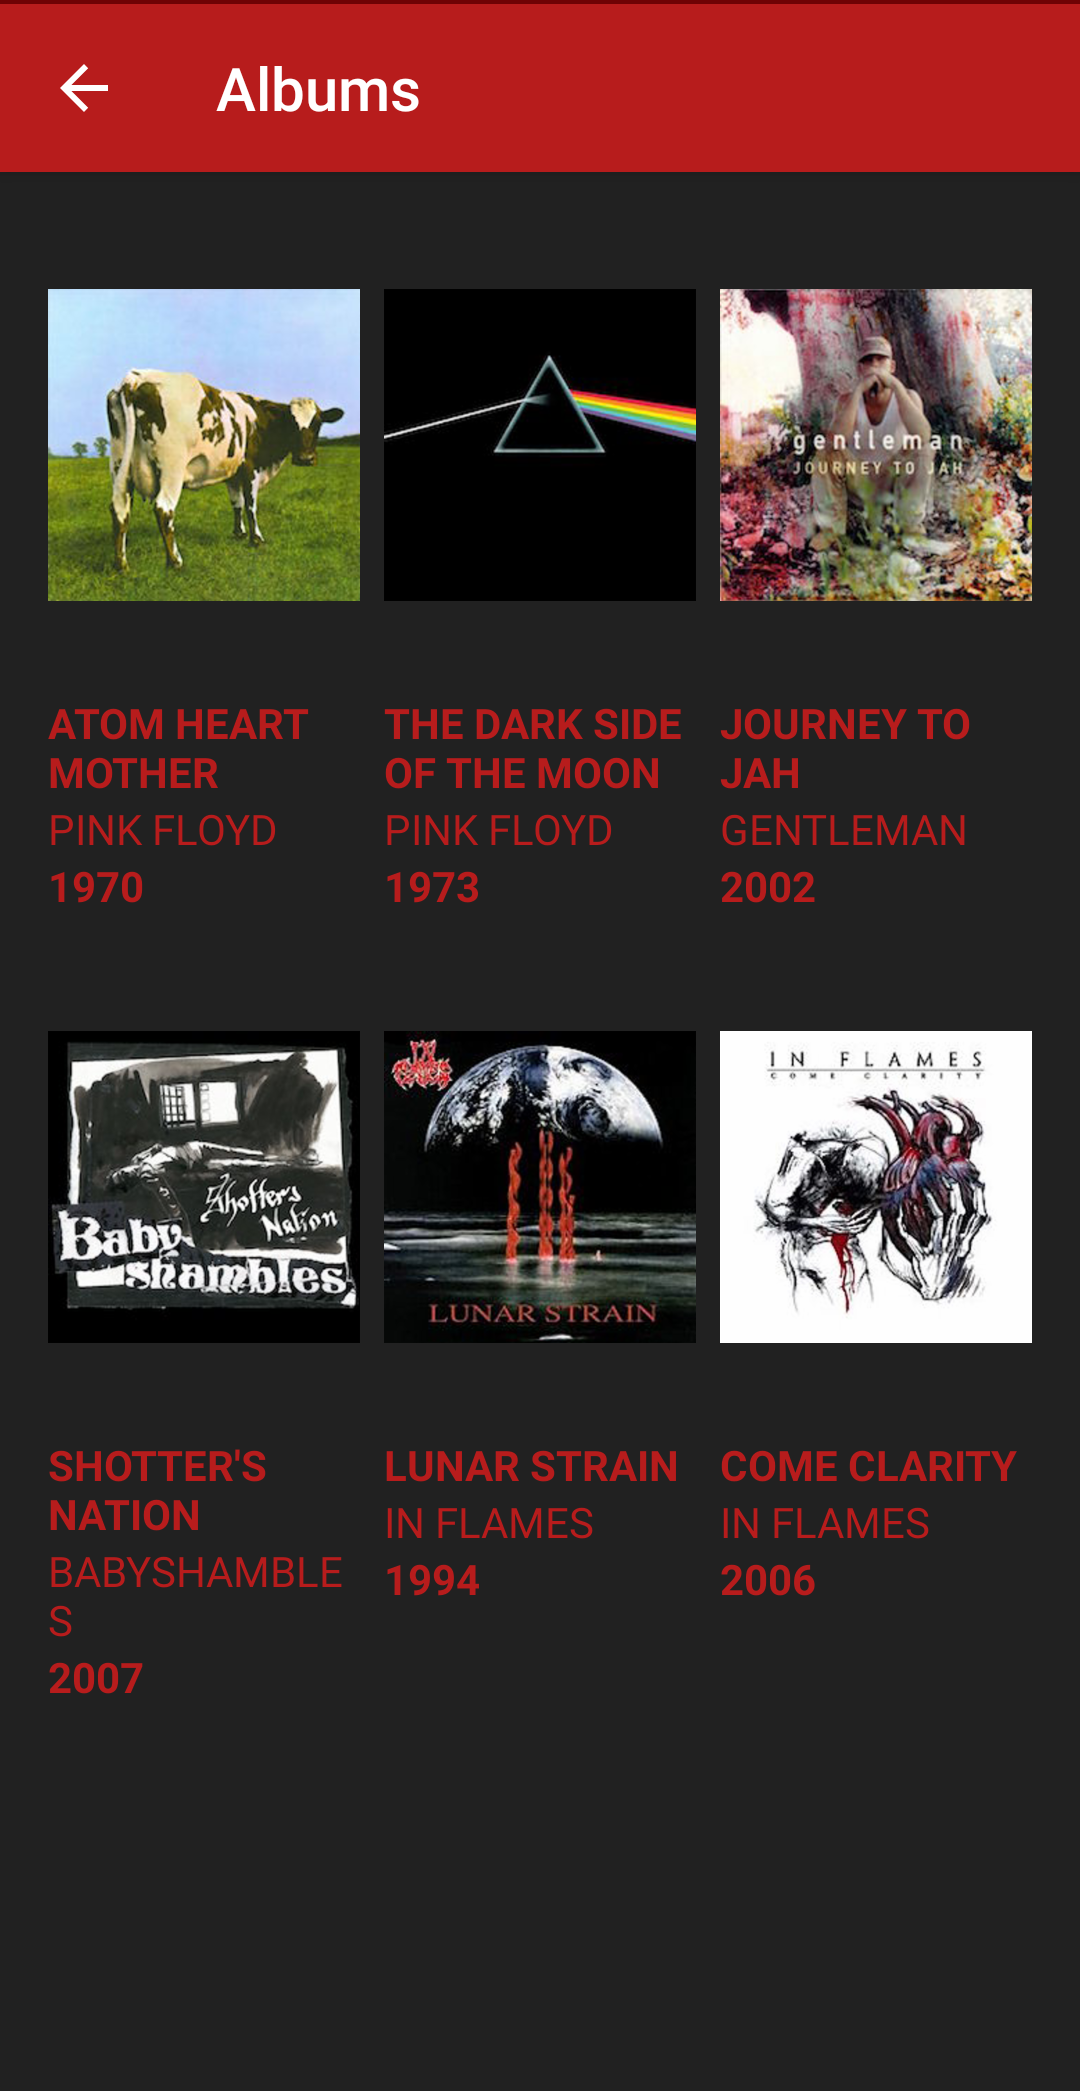 Albums
gentleman
JOURNEY TO JAH
ATOM HEART
MOTHER
PINK FLOYD
1970
THE DARK SIDE
OF THE MOON
PINK FLOYD
1973
JOURNEY TO
JAH
GENTLEMAN
2002
Shotter's
Nation
Baby
shambles
IN FLAMES
LUNAR STRAIN
IN FLAMES
COME CLARITY
SHOTTER'S
NATION
BABYSHAMBLE
S
2007
LUNAR STRAIN
IN FLAMES
1994
COME CLARITY
IN FLAMES
2006